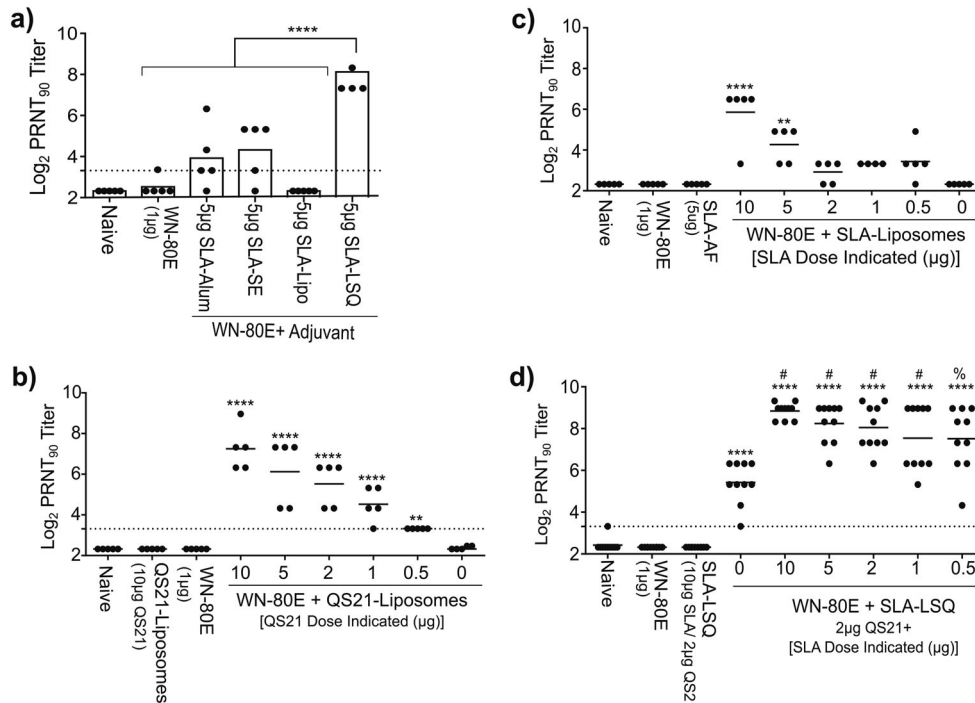 a)
Log2 PRNT90 Titer
10
8
6
4
2
****
Naive
WN-80E
(1µg)
5µg SLA-Alum
5µg SLA-SE
5µg SLA-Lipo
5µg SLA-LSQ
WN-80E+ Adjuvant
b)
Log2 PRNT90 Titer
10
8
6
4
2
****
****
****
****
**
Naive
QS21-Liposomes
(10µg QS21)
WN-80E
(1µg)
10 5 2 1 0.5 0
WN-80E + QS21-Liposomes
[QS21 Dose Indicated (µg)]
c)
Log2 PRNT90 Titer
10
8
6
4
2
****
**
Naive
WN-80E
(1µg)
SLA-AF
(5ug)
10 5 2 1 0.5 0
WN-80E + SLA-Liposomes
[SLA Dose Indicated (µg)]
d)
Log2 PRNT90 Titer
10
8
6
4
2
# # # # %
**** **** **** **** ****
****
Naive
WN-80E
(1µg)
SLA-LSQ
(10µg SLA/ 2µg QS2
0 10 5 2 1 0.5
WN-80E + SLA-LSQ
2µg QS21+
[SLA Dose Indicated (µg)]